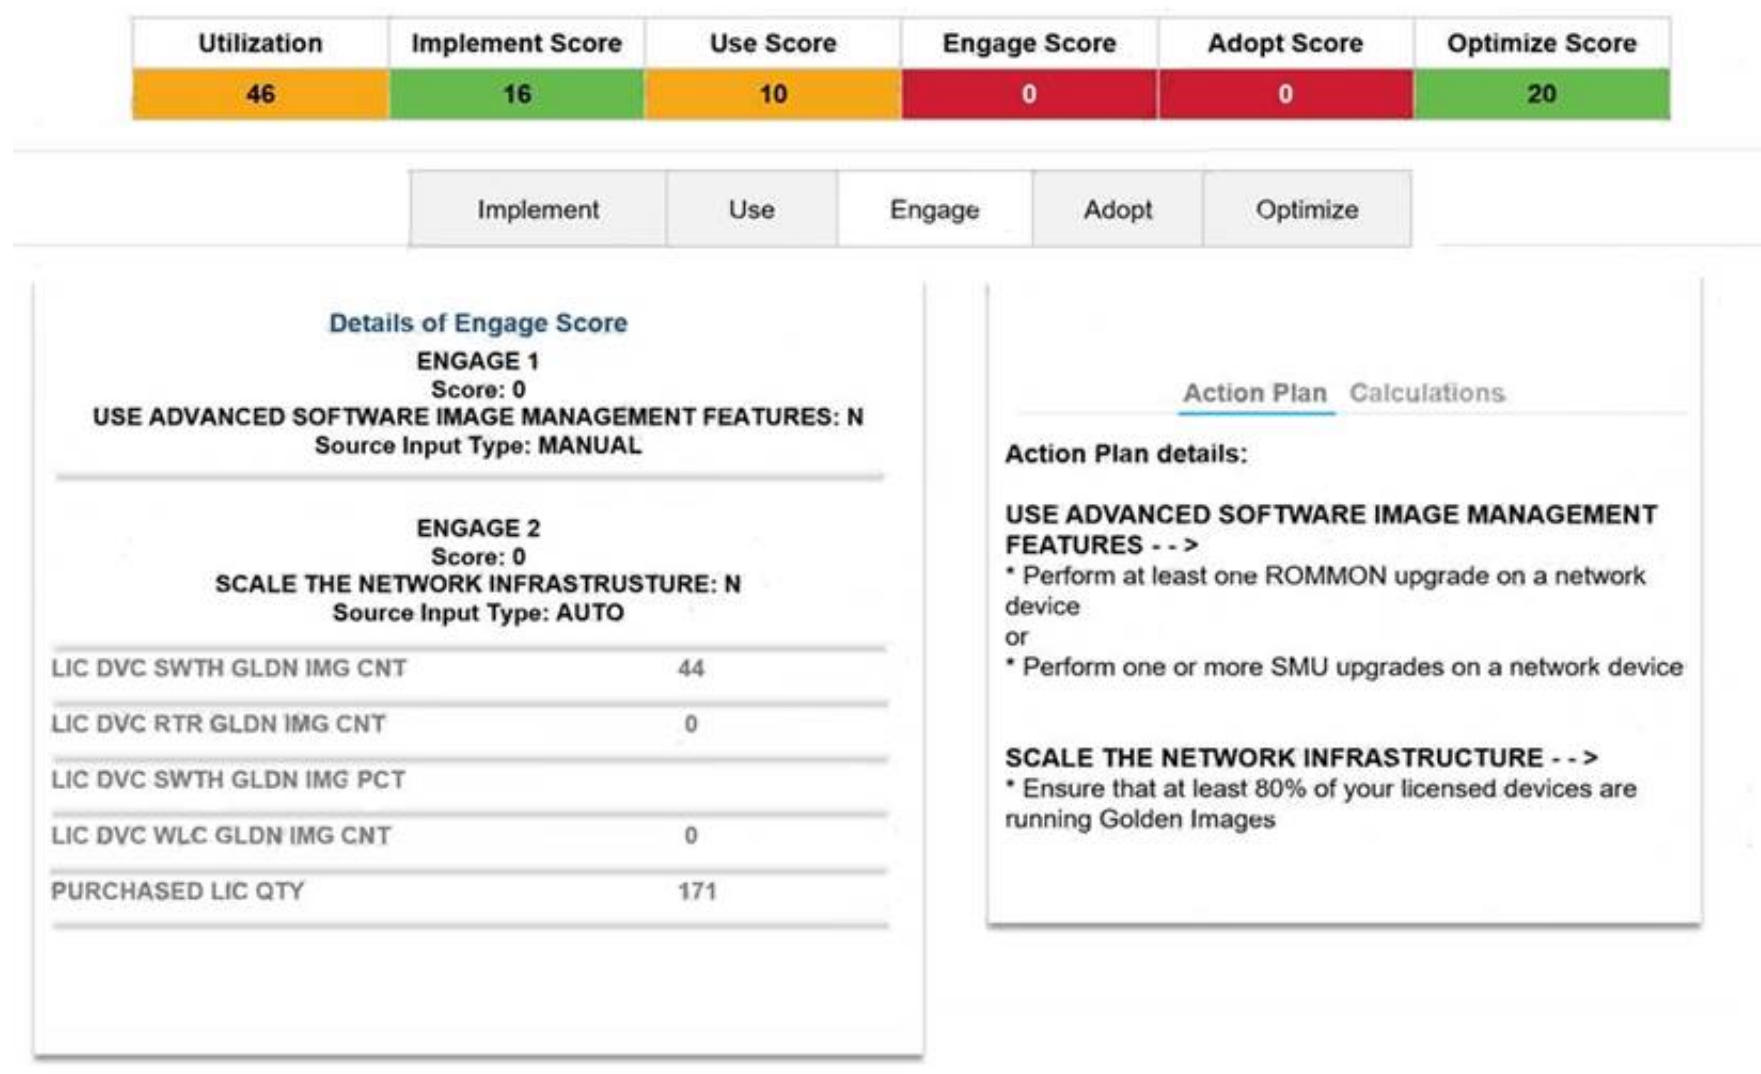 Utilization Implement Score Use Score Engage Score Adopt Score Optimize Score
46 16 10 0 0 20
Implement Use Engage Adopt Optimize
Details of Engage Score
ENGAGE 1
Score: 0
USE ADVANCED SOFTWARE IMAGE MANAGEMENT FEATURES: N
Source Input Type: MANUAL
ENGAGE 2
Score: 0
SCALE THE NETWORK INFRASTRUSTURE: N
Source Input Type: AUTO
LIC DVC SWTH GLDN IMG CNT 44
LIC DVC RTR GLDN IMG CNT 0
LIC DVC SWTH GLDN IMG PCT
LIC DVC WLC GLDN IMG CNT 0
PURCHASED LIC QTY 171
Action Plan Calculations
Action Plan details:
USE ADVANCED SOFTWARE IMAGE MANAGEMENT
FEATURES - - >
* Perform at least one ROMMON upgrade on a network
device
or
* Perform one or more SMU upgrades on a network device
SCALE THE NETWORK INFRASTRUCTURE - - >
* Ensure that at least 80% of your licensed devices are
running Golden Images